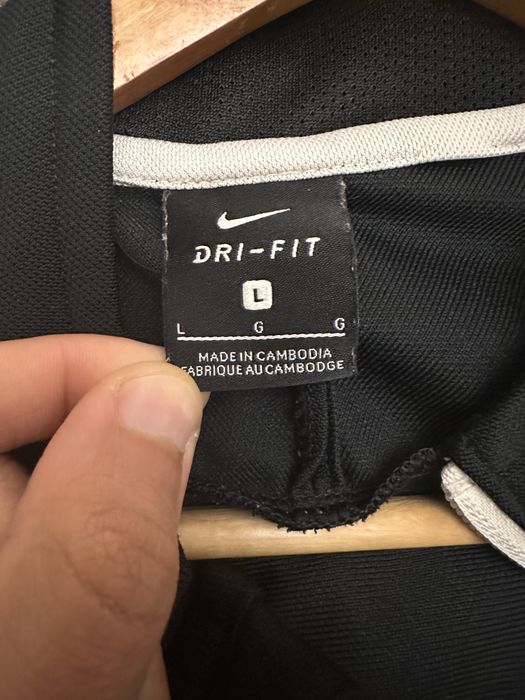 DRI-FIT
L
L G G
MADE IN CAMBODIA
FABRIQUE AU CAMBODGE